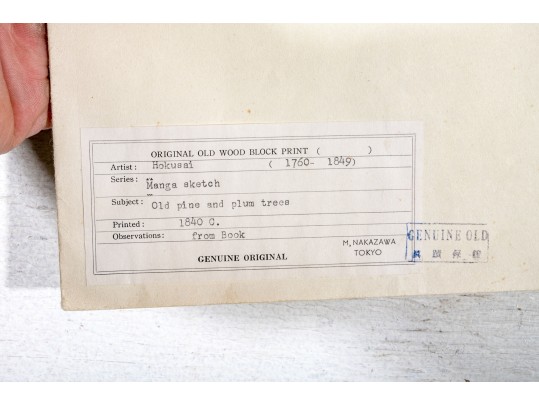 ORIGINAL OLD WOOD BLOCK PRINT ( )
Artist: Hokusai ( 1760- 1849)
Series: Manga sketch
Subject: Old pine and plum trees
Printed: 1840 C.
Observations: from Book
GENUINE ORIGINAL
M, NAKAZAWA
TOKYO
GENUINE OLD